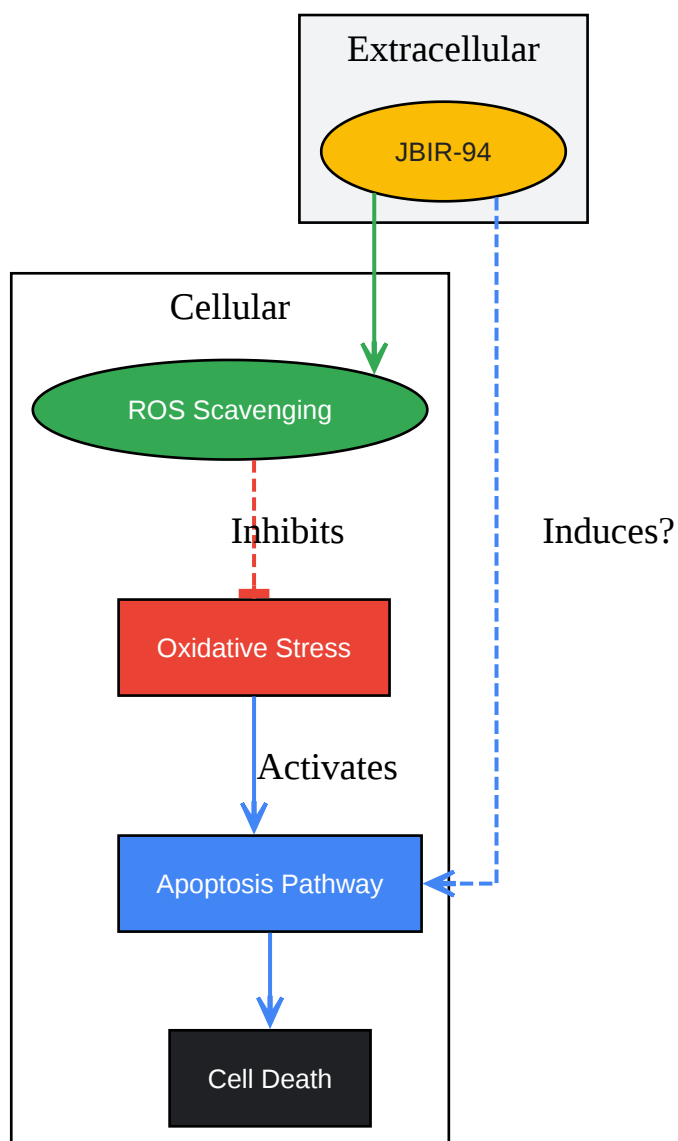 Extracellular
JBIR-94
Cellular
ROS Scavenging
Inhibits
Induces?
Oxidative Stress
Activates
Apoptosis Pathway
Cell Death